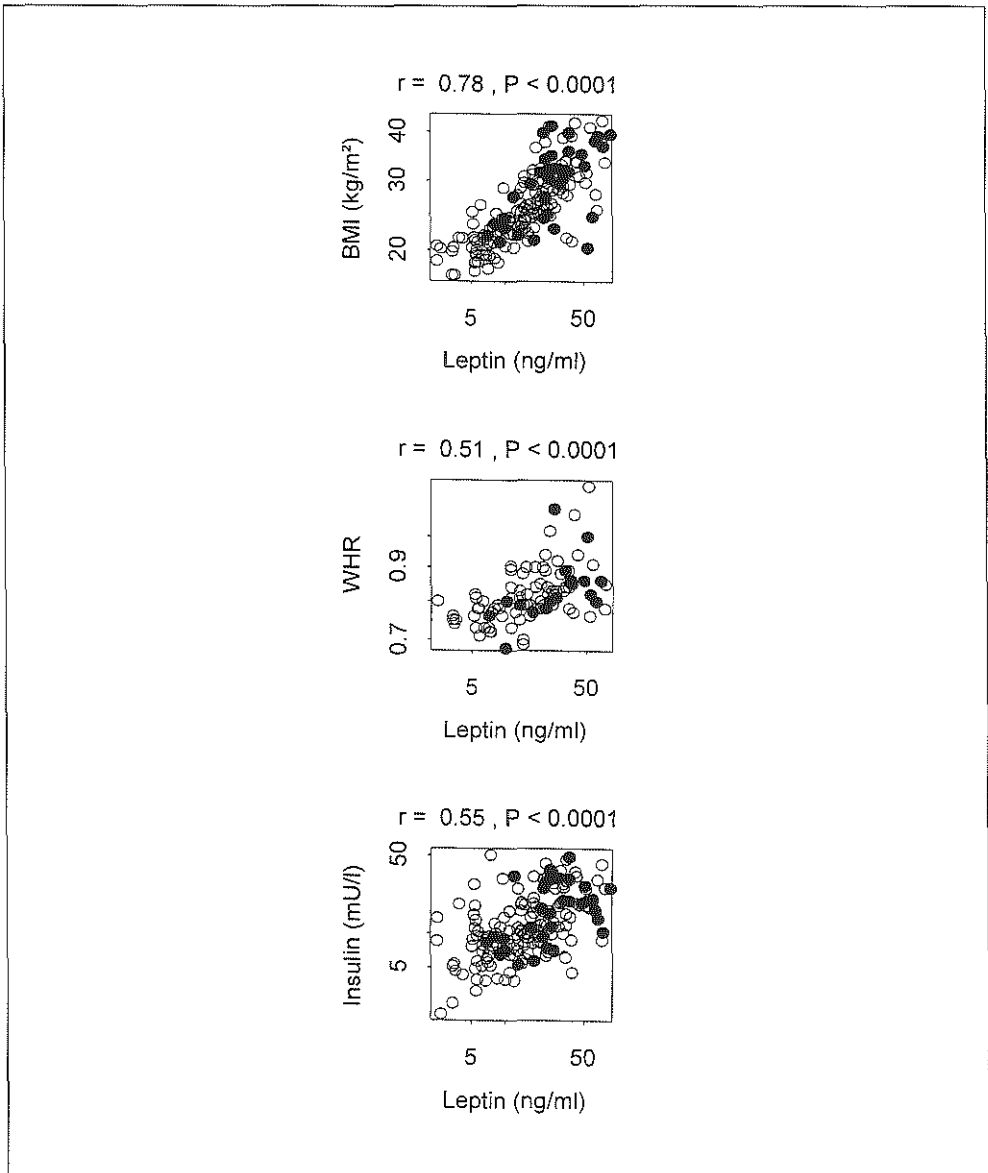 r = 0.78 , P < 0.0001
BMI (kg/m²)
40
30
20
5 50
Leptin (ng/ml)
r = 0.51 , P < 0.0001
WHR
0.9
0.7
5 50
Leptin (ng/ml)
r = 0.55 , P < 0.0001
Insulin (mU/l)
50
5
5 50
Leptin (ng/ml)